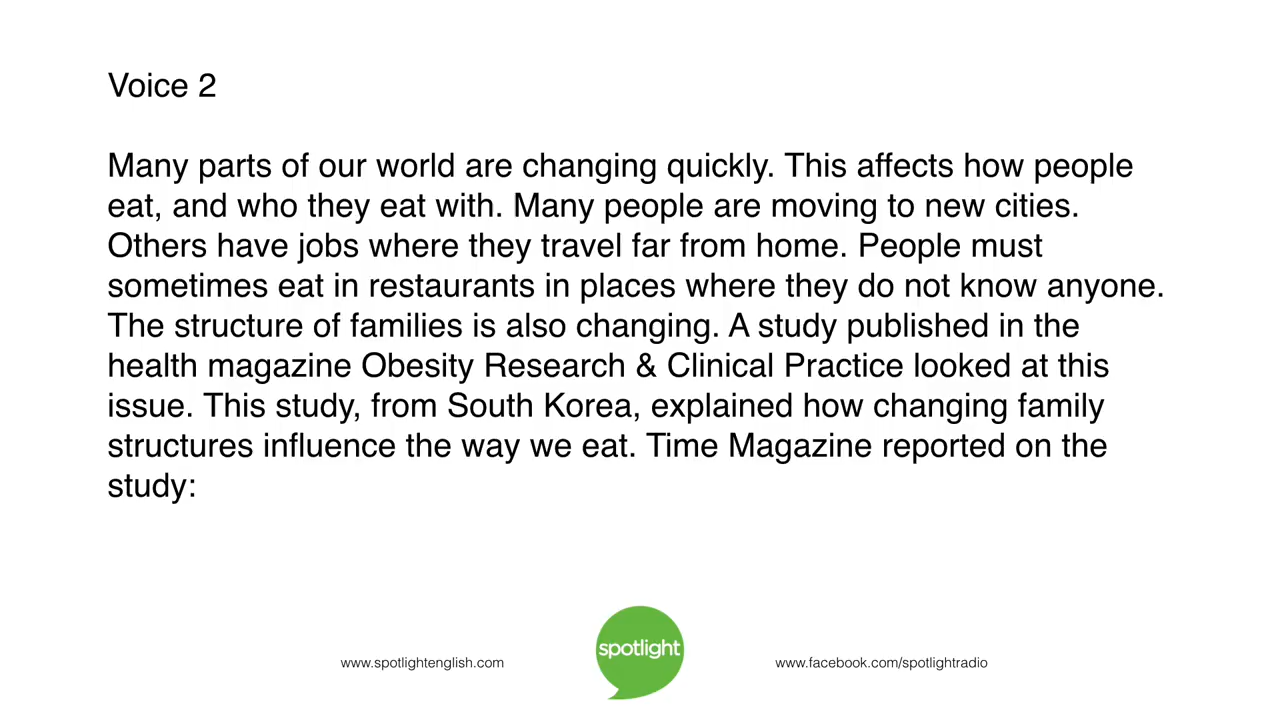 Voice 2
Many parts of our world are changing quickly. This affects how people
eat, and who they eat with. Many people are moving to new cities.
Others have jobs where they travel far from home. People must
sometimes eat in restaurants in places where they do not know anyone.
The structure of families is also changing. A study published in the
health magazine Obesity Research & Clinical Practice looked at this
issue. This study, from South Korea, explained how changing family
structures influence the way we eat. Time Magazine reported on the
study:
spotlight
www.spotlightenglish.com
www.facebook.com/spotlightradio